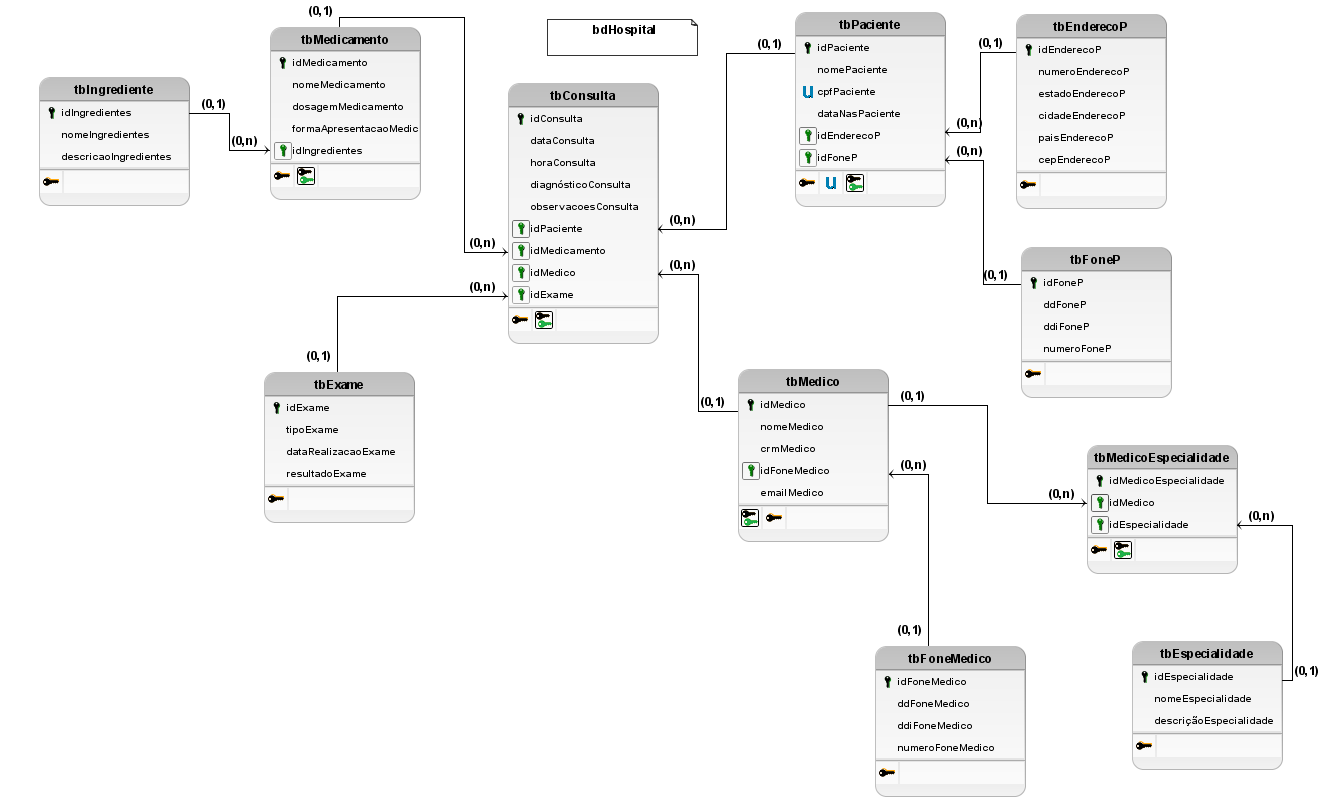 bdHospital
tbIngrediente
idIngredientes
nomeIngredientes
descricaoIngredientes
(0,1)
(0,n)
tbMedicamento
idMedicamento
nomeMedicamento
dosagemMedicamento
formaApresentacaoMedic
idIngredientes
(0,1)
(0,n)
tbConsulta
idConsulta
dataConsulta
horaConsulta
diagnósticoConsulta
observacoesConsulta
idPaciente
idMedicamento
idMedico
idExame
(0,n)
(0,1)
tbExame
idExame
tipoExame
dataRealizacaoExame
resultadoExame
(0,1)
(0,n)
tbPaciente
idPaciente
nomePaciente
u cpfPaciente
dataNasPaciente
idEnderecoP
idFoneP
u
(0,1)
(0,n)
tbEnderecoP
idEnderecoP
numeroEnderecoP
estadoEnderecoP
cidadeEnderecoP
paisEnderecoP
cepEnderecoP
(0,n)
(0,1)
tbFoneP
idFoneP
ddFoneP
ddiFoneP
numeroFoneP
(0,n)
(0,1)
tbMedico
idMedico
nomeMedico
crmMedico
idFoneMedico
emailMedico
(0,1)
(0,n)
tbMedicoEspecialidade
idMedicoEspecialidade
idMedico
idEspecialidade
(0,n)
(0,1)
tbFoneMedico
idFoneMedico
ddFoneMedico
ddiFoneMedico
numeroFoneMedico
(0,n)
(0,1)
tbEspecialidade
idEspecialidade
nomeEspecialidade
descriçãoEspecialidade